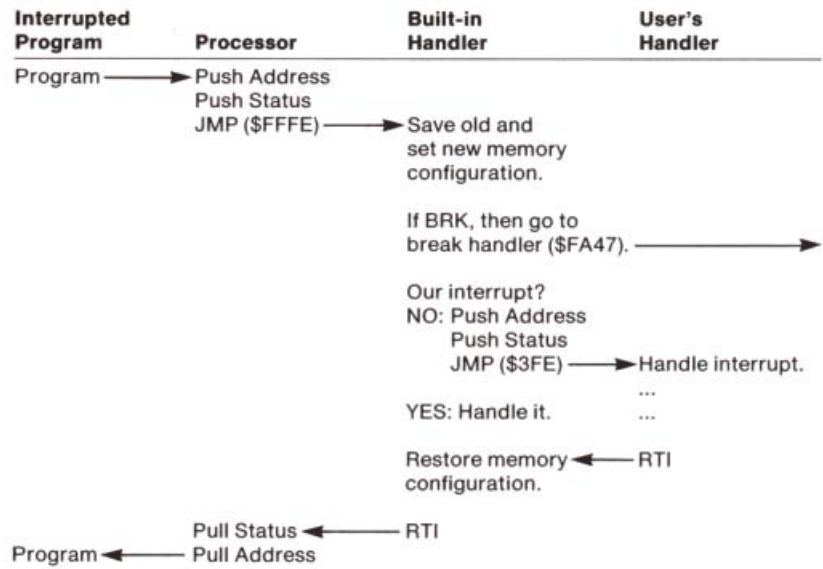 Interrupted Program
Processor
Built-in Handler
User's Handler
Program
Push Address
Push Status
JMP ($FFFE)
Save old and
set new memory
configuration.
If BRK, then go to
break handler ($FA47).
Our interrupt?
NO: Push Address
Push Status
JMP ($3FE)
Handle interrupt.
...
YES: Handle it.
...
Restore memory
configuration.
RTI
Pull Status
RTI
Program
Pull Address